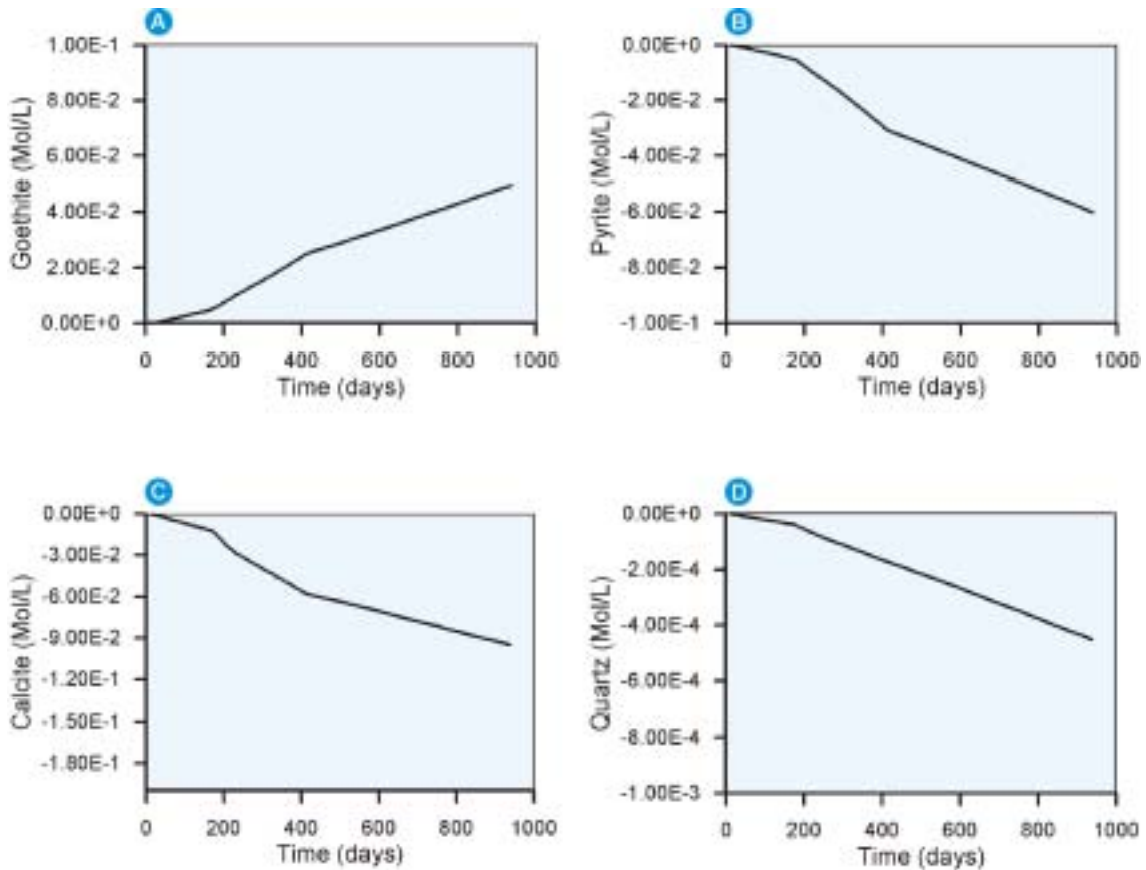 A
1.00E-1
8.00E-2
6.00E-2
4.00E-2
2.00E-2
0.00E+0
Goethite (Mol/L)
0 200 400 600 800 1000
Time (days)
B
0.00E+0
-2.00E-2
-4.00E-2
-6.00E-2
-8.00E-2
-1.00E-1
Pyrite (Mol/L)
0 200 400 600 800 1000
Time (days)
C
0.00E+0
-3.00E-2
-6.00E-2
-9.00E-2
-1.20E-1
-1.50E-1
-1.80E-1
Calcite (Mol/L)
0 200 400 600 800 1000
Time (days)
D
0.00E+0
-2.00E-4
-4.00E-4
-6.00E-4
-8.00E-4
-1.00E-3
Quartz (Mol/L)
0 200 400 600 800 1000
Time (days)